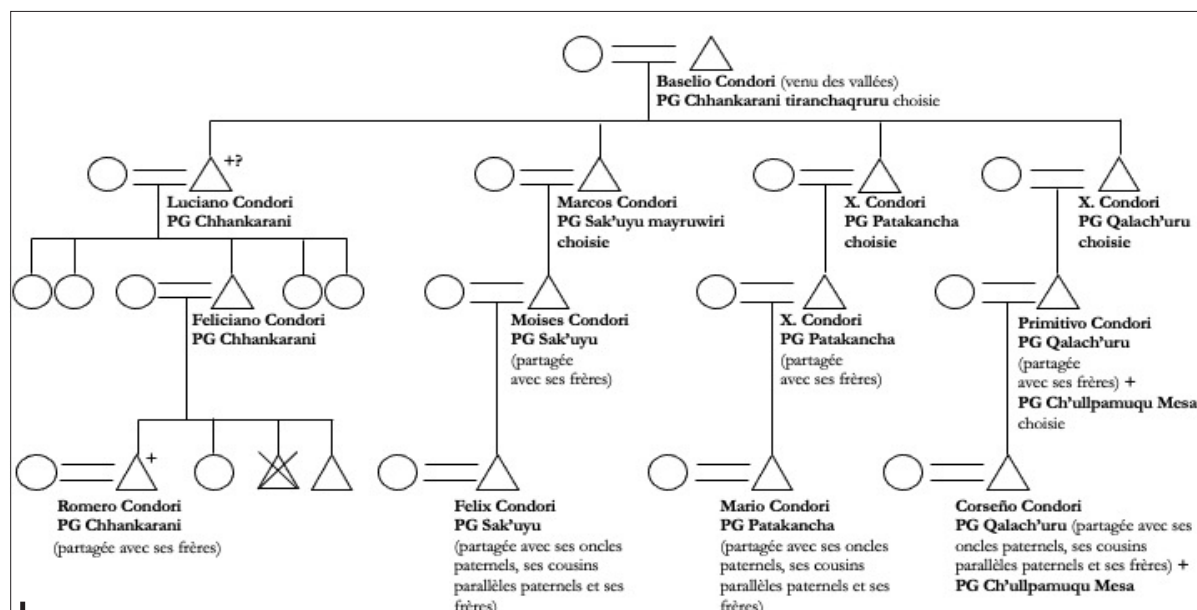 Baselio Condori (venu des vallées)
PG Chhankarani tiranchaqruru choisie
+?
Luciano Condori
PG Chhankarani
Marcos Condori
PG Sak'uyu mayruwiri
choisie
X. Condori
PG Patakancha
choisie
X. Condori
PG Qalach'uru
choisie
Feliciano Condori
PG Chhankarani
Moises Condori
PG Sak'uyu
(partagée
avec ses frères)
X. Condori
PG Patakancha
(partagée
avec ses frères)
Primitivo Condori
PG Qalach'uru
(partagée
avec ses frères) +
PG Ch'ullpamuqu Mesa
choisie
+
Romero Condori
PG Chhankarani
(partagée avec ses frères)
Felix Condori
PG Sak'uyu
(partagée avec ses oncles
paternels, ses cousins
parallèles paternels et ses
frères)
Mario Condori
PG Patakancha
(partagée avec ses oncles
paternels, ses cousins
parallèles paternels et ses
frères)
Corseño Condori
PG Qalach'uru (partagée avec ses
oncles paternels, ses cousins
parallèles paternels et ses frères) +
PG Ch'ullpamuqu Mesa